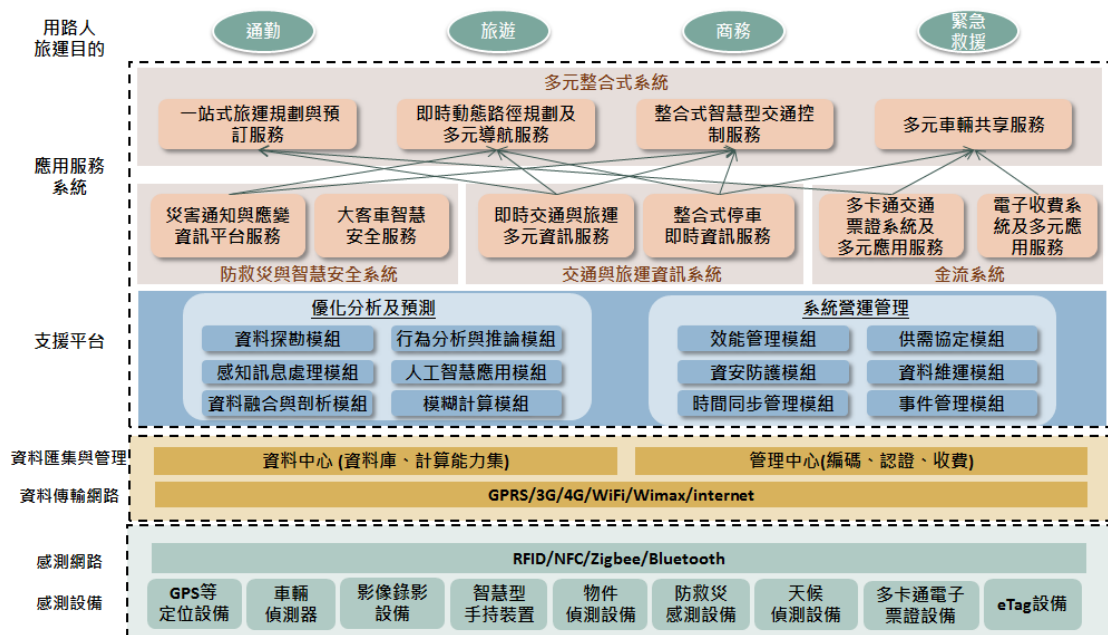 用路人
旅運目的
通勤
旅遊
商務
緊急
救援
多元整合式系統
一站式旅運規劃與預
訂服務
即時動態路徑規劃及
多元導航服務
整合式智慧型交通控
制服務
多元車輛共享服務
應用服務
系統
災害通知與應變
資訊平台服務
大客車智慧
安全服務
即時交通與旅運
多元資訊服務
整合式停車
即時資訊服務
多卡通交通
票證系統及
多元應用服務
電子收費系
統及多元應
用服務
防救災與智慧安全系統
交通與旅運資訊系統
金流系統
支援平台
優化分析及預測
資料探勘模組
行為分析與推論模組
感知訊息處理模組
人工智慧應用模組
資料融合與剖析模組
模糊計算模組
系統營運管理
效能管理模組
供需協定模組
資安防護模組
資料維運模組
時間同步管理模組
事件管理模組
資料匯集與管理
資料中心 (資料庫、計算能力集)
管理中心(編碼、認證、收費)
資料傳輸網路
GPRS/3G/4G/WiFi/Wimax/internet
感測網路
RFID/NFC/Zigbee/Bluetooth
感測設備
GPS等
定位設備
車輛
偵測器
影像錄影
設備
智慧型
手持裝置
物件
偵測設備
防救災
感測設備
天候
偵測設備
多卡通電子
票證設備
eTag設備